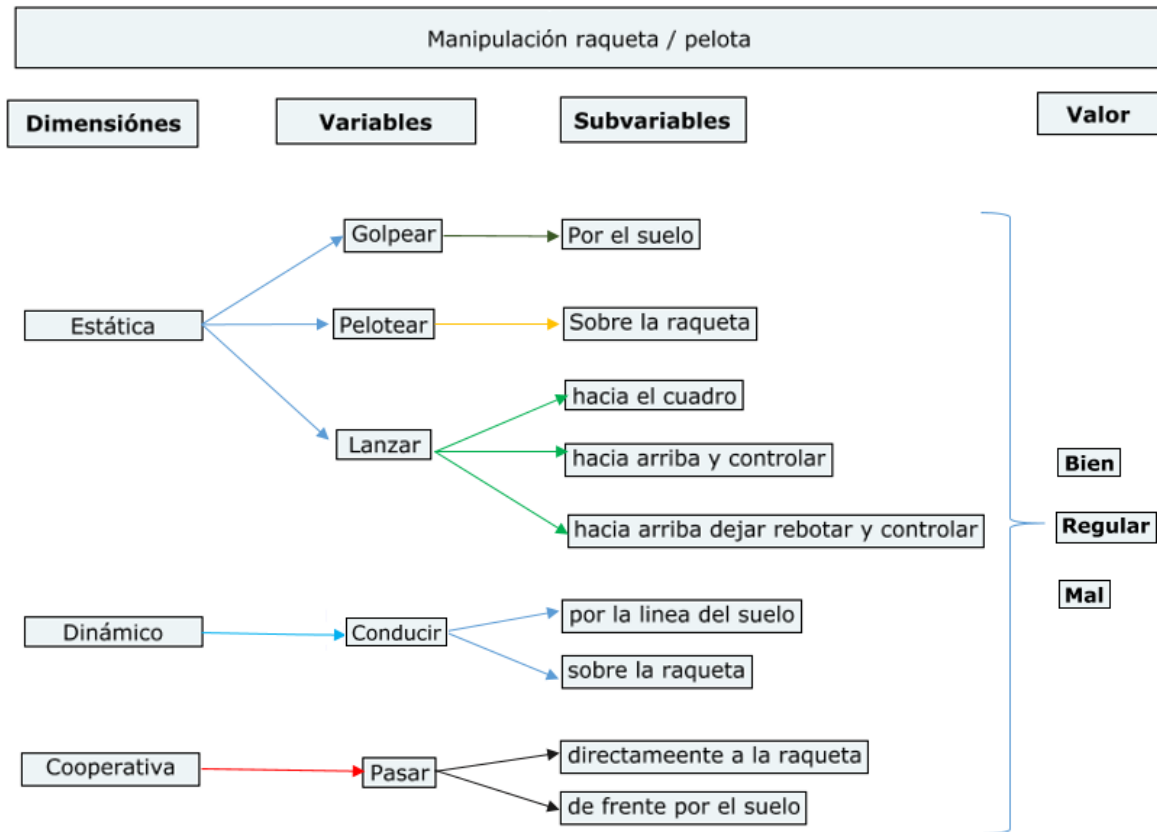 Manipulación raqueta / pelota
Dimensiónes
Variables
Subvariables
Valor
Golpear
Por el suelo
Estática
Pelotear
Sobre la raqueta
hacia el cuadro
Lanzar
hacia arriba y controlar
hacia arriba dejar rebotar y controlar
Bien
Regular
Mal
Dinámico
Conducir
por la linea del suelo
sobre la raqueta
Cooperativa
Pasar
directameente a la raqueta
de frente por el suelo